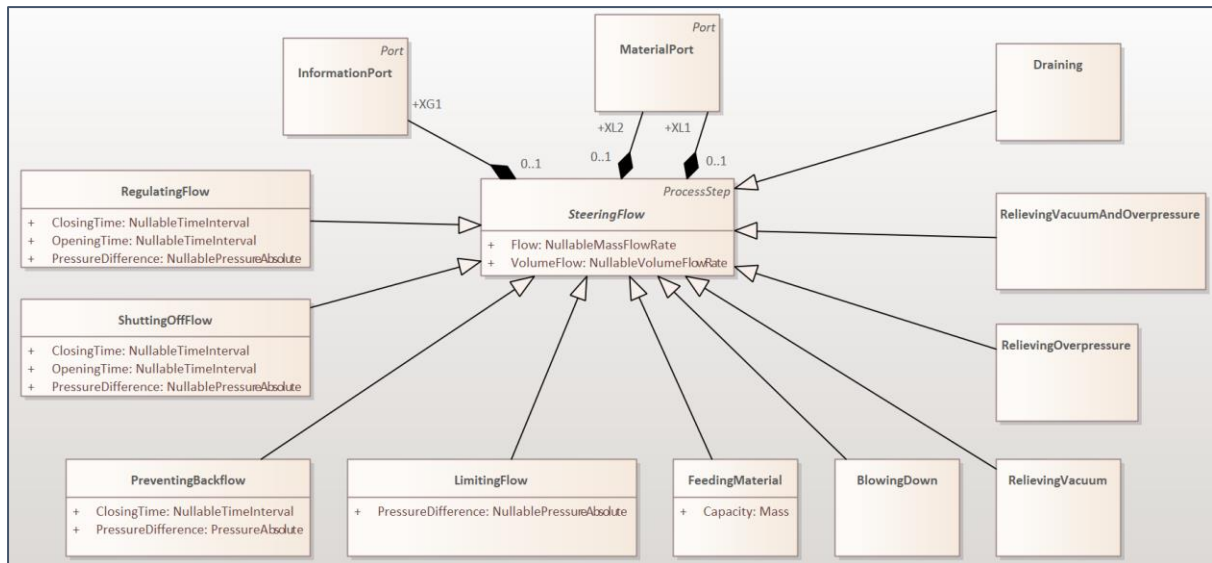 Port
InformationPort
Port
MaterialPort
Draining
+XG1
+XL2
+XL1
0..1
0..1
0..1
RegulatingFlow
+ ClosingTime: NullableTimeInterval
+ OpeningTime: NullableTimeInterval
+ PressureDifference: NullablePressureAbsolute
ProcessStep
SteeringFlow
+ Flow: NullableMassFlowRate
+ VolumeFlow: NullableVolumeFlowRate
RelievingVacuumAndOverpressure
ShuttingOffFlow
+ ClosingTime: NullableTimeInterval
+ OpeningTime: NullableTimeInterval
+ PressureDifference: NullablePressureAbsolute
RelievingOverpressure
PreventingBackflow
+ ClosingTime: NullableTimeInterval
+ PressureDifference: PressureAbsolute
LimitingFlow
+ PressureDifference: NullablePressureAbsolute
FeedingMaterial
+ Capacity: Mass
BlowingDown
RelievingVacuum